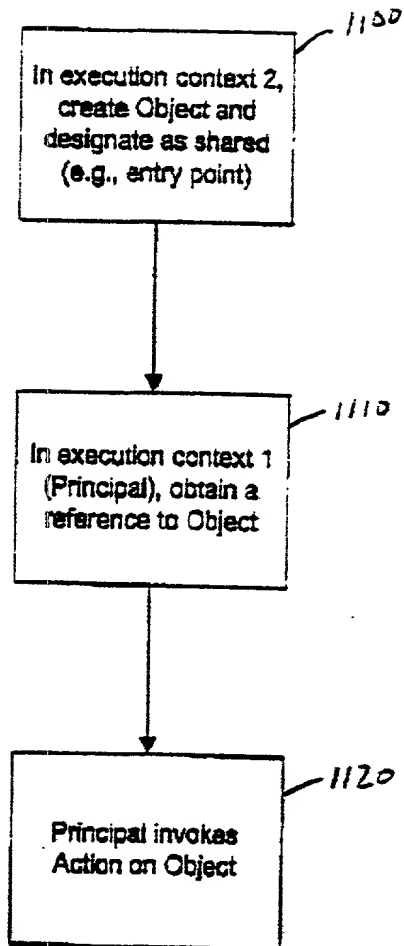 1100
In execution context 2,
create Object and
designate as shared
(e.g., entry point)
1110
In execution context 1
(Principal), obtain a
reference to Object
1120
Principal invokes
Action on Object